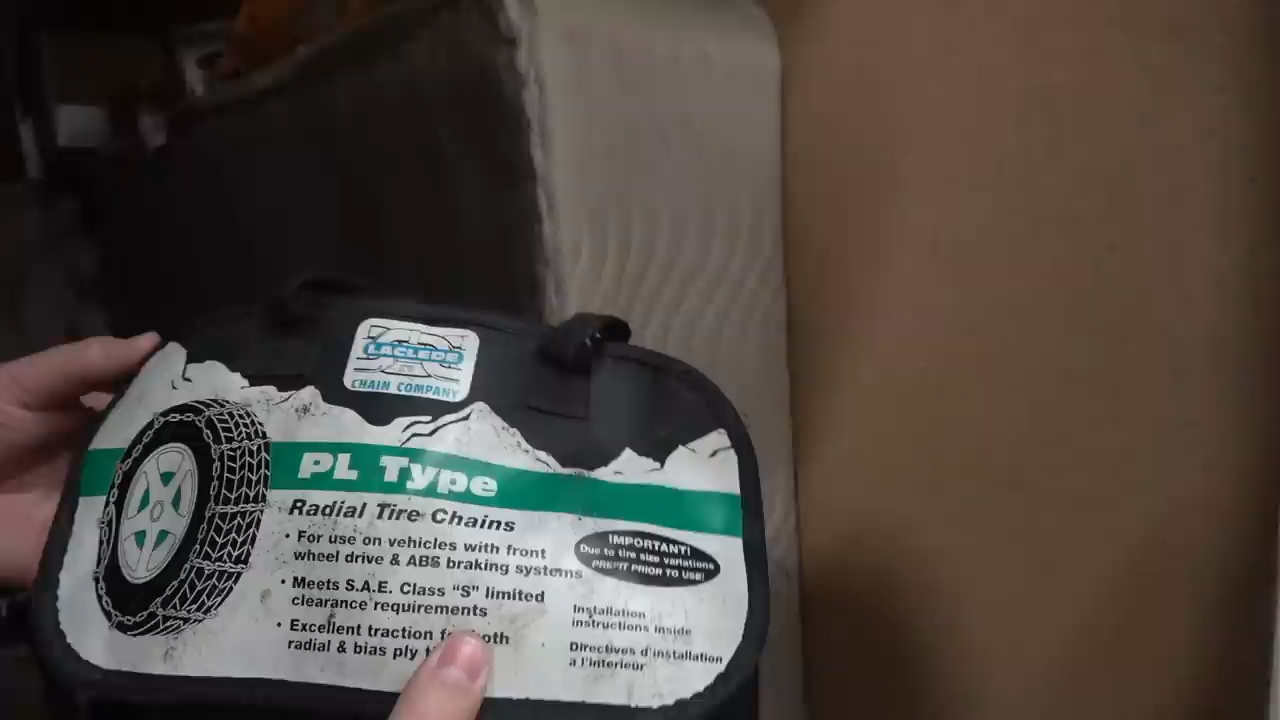 LACLEDE
CHAIN COMPANY
PL Type
Radial Tire Chains
• For use on vehicles with front
wheel drive & ABS braking systems
• Meets S.A.E. Class "S" limited
clearance requirements
• Excellent traction for both
radial & bias ply
IMPORTANT!
Due to tire size variations
PREFIT PRIOR TO USE!
Installation
instructions inside
Directives d'installation
a l'interieur